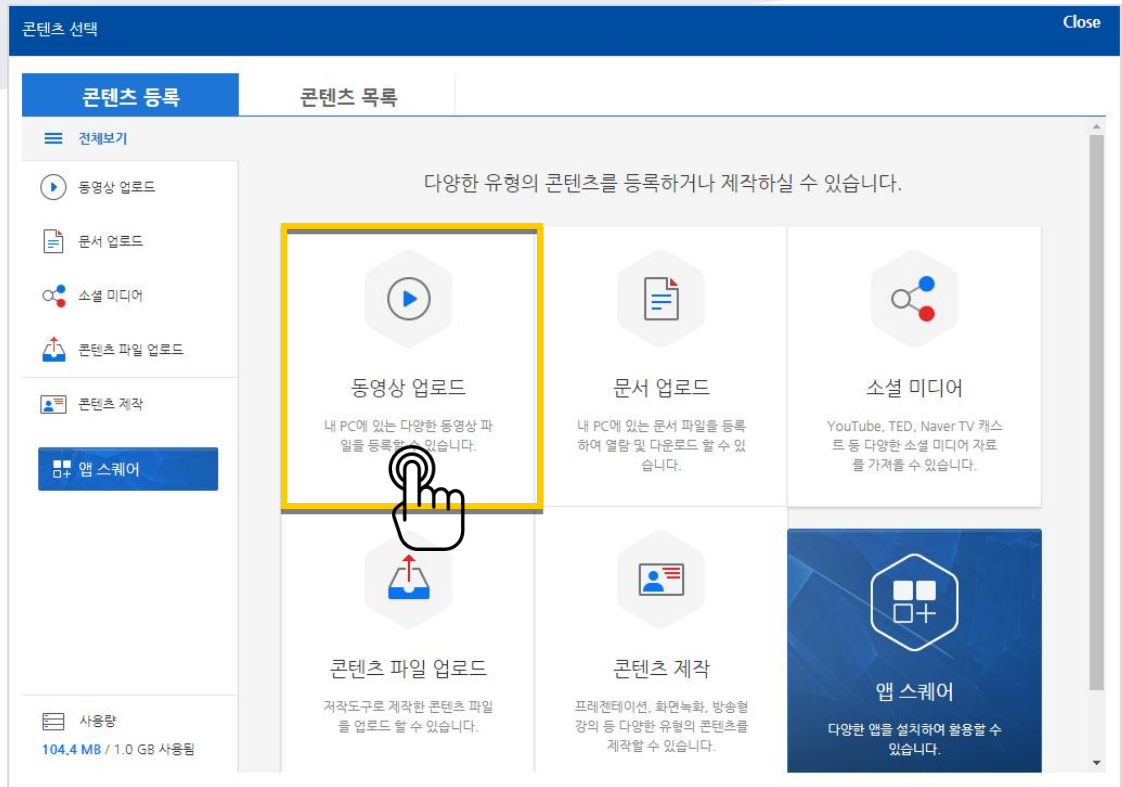 콘텐츠 선택
Close
콘텐츠 등록
콘텐츠 목록
전체보기
동영상 업로드
문서 업로드
소셜 미디어
콘텐츠 파일 업로드
콘텐츠 제작
앱 스퀘어
사용량
104.4 MB / 1.0 GB 사용됨
다양한 유형의 콘텐츠를 등록하거나 제작하실 수 있습니다.
동영상 업로드
내 PC에 있는 다양한 동영상 파
일을 등록할 수 있습니다.
문서 업로드
내 PC에 있는 문서 파일을 등록
하여 열람 및 다운로드 할 수 있
습니다.
소셜 미디어
YouTube, TED, Naver TV 캐스
트 등 다양한 소셜 미디어 자료
를 가져올 수 있습니다.
콘텐츠 파일 업로드
저작도구로 제작한 콘텐츠 파일
을 업로드 할 수 있습니다.
콘텐츠 제작
프레젠테이션, 화면녹화, 방송형
강의 등 다양한 유형의 콘텐츠를
제작할 수 있습니다.
앱 스퀘어
다양한 앱을 설치하여 활용할 수
있습니다.